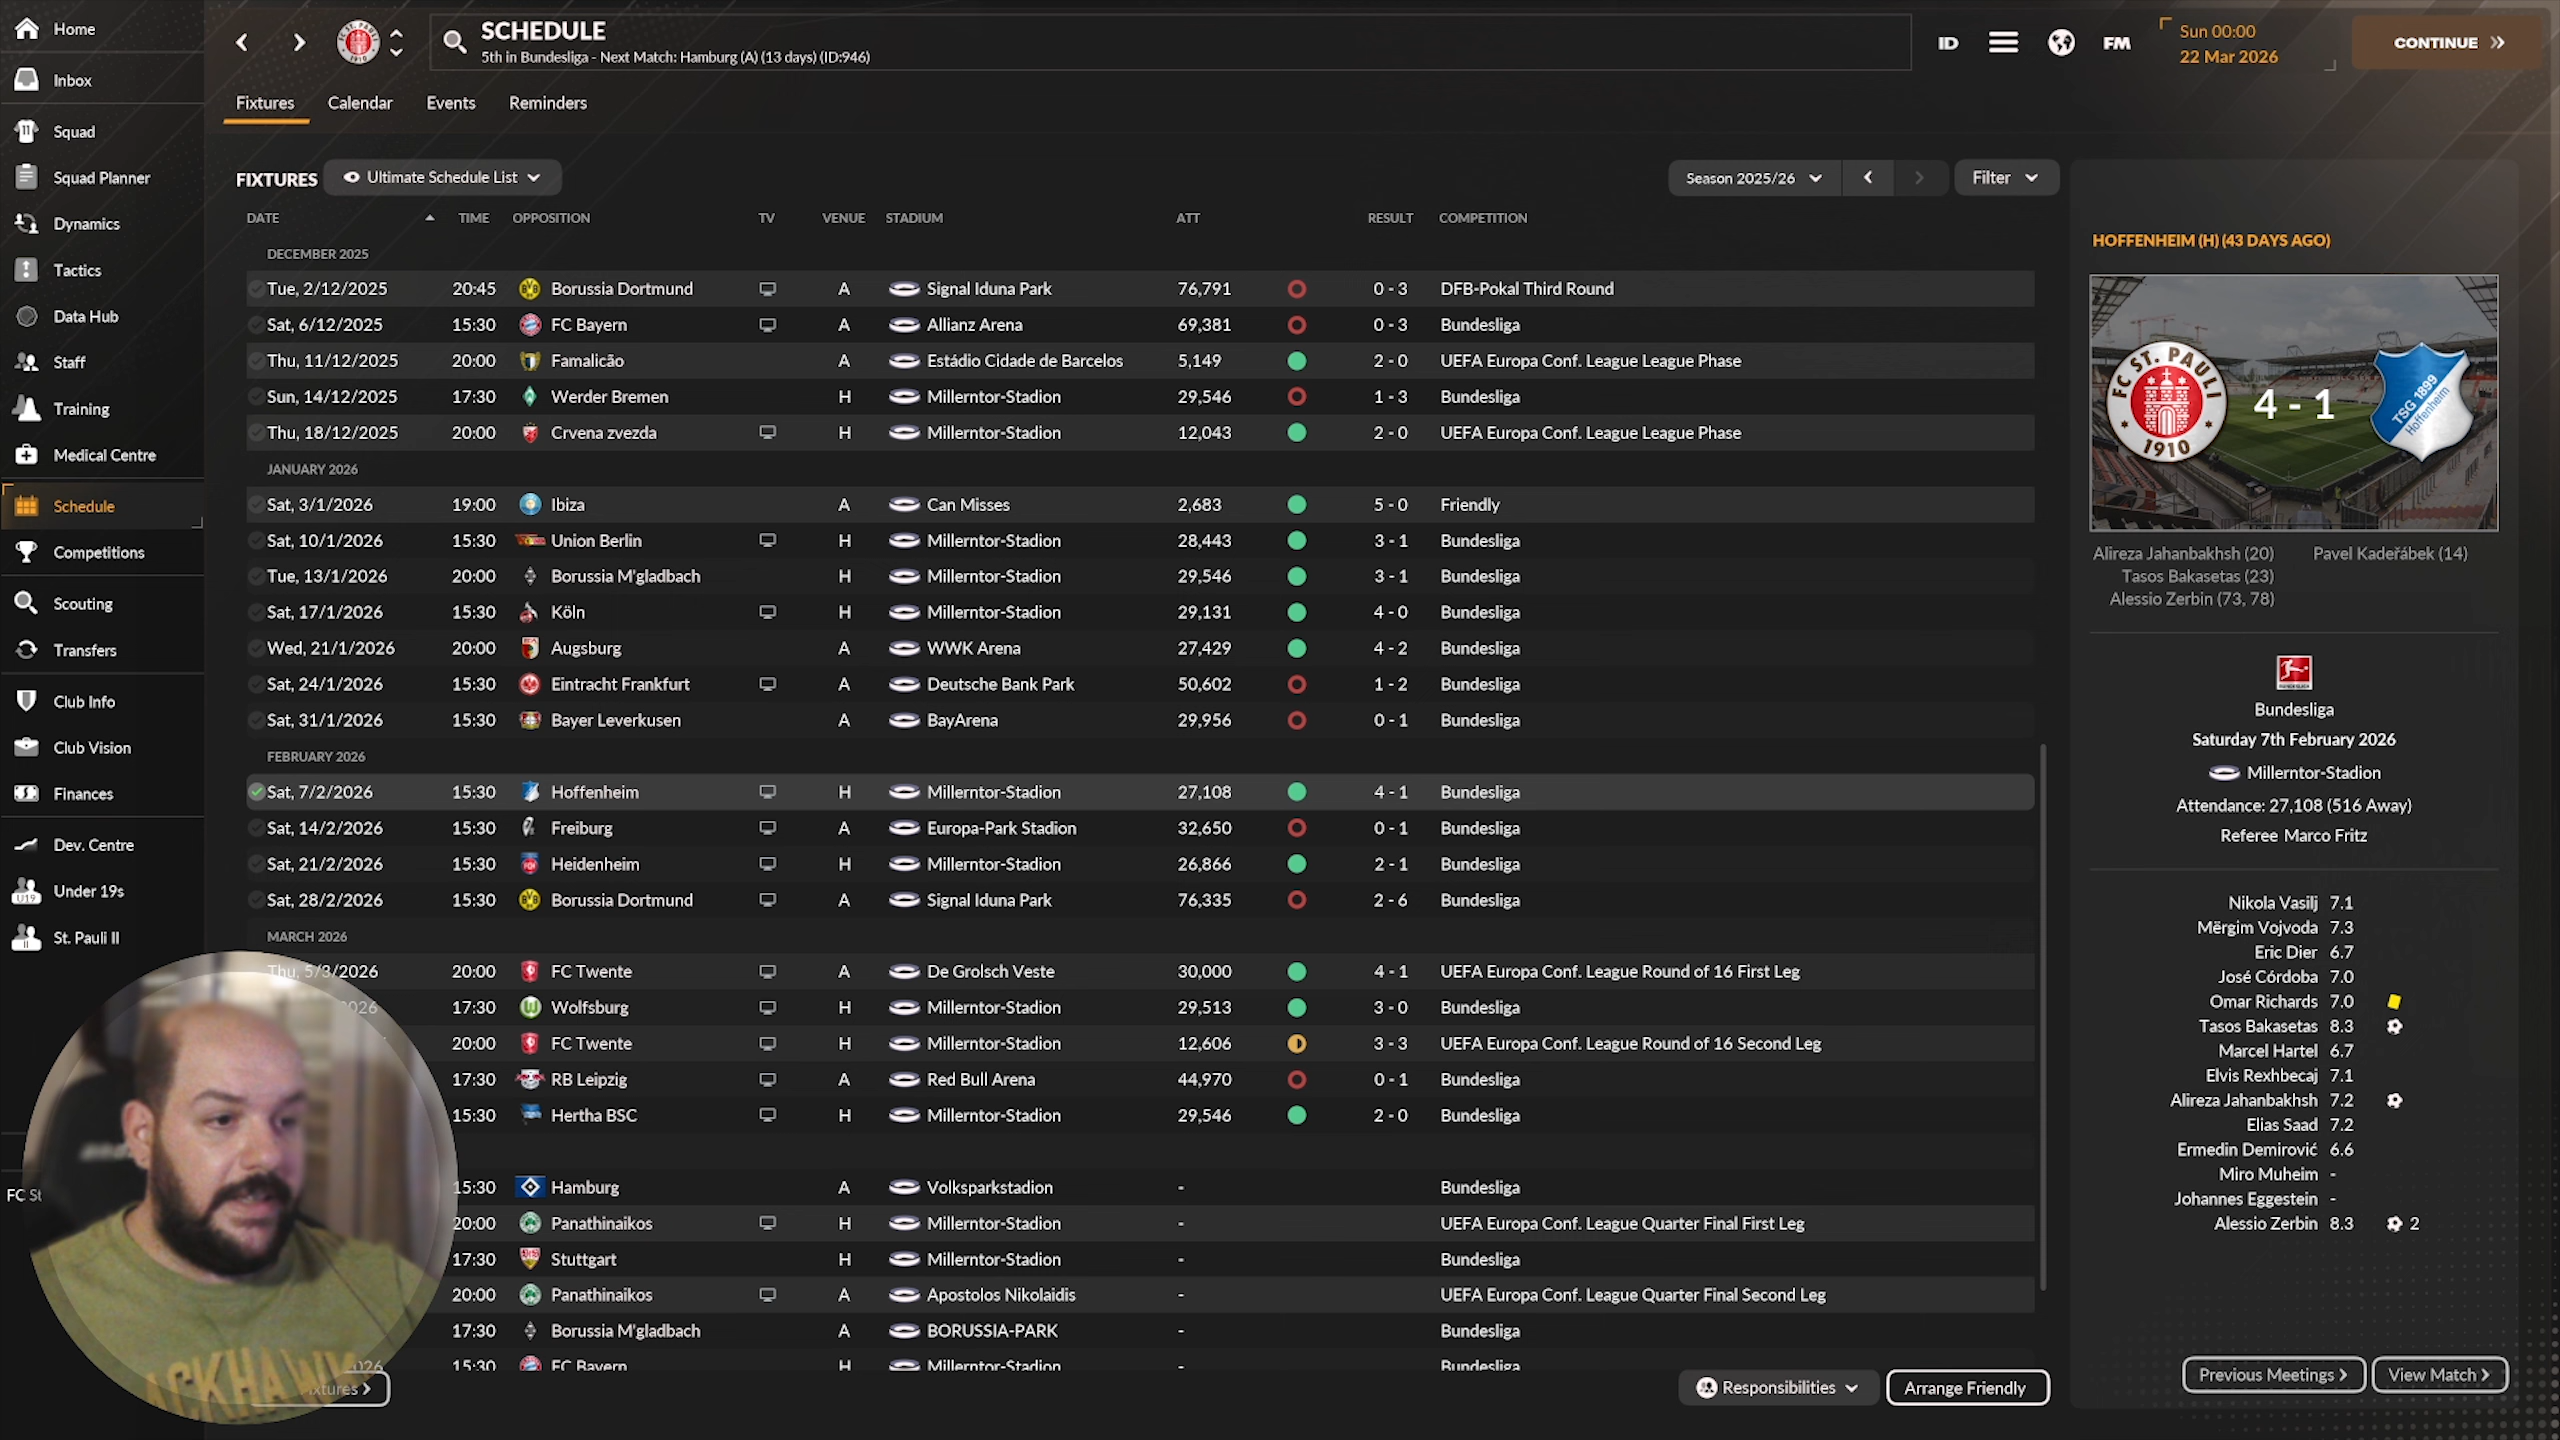 Home
Inbox
Squad
Squad Planner
Dynamics
Tactics
Data Hub
Staff
Training
Medical Centre
Schedule
Competitions
Scouting
Transfers
Club Info
Club Vision
Finances
Dev. Centre
Under 19s
St. Pauli II
FC St
SCHEDULE
5th in Bundesliga - Next Match: Hamburg (A) (13 days) (ID:946)
ID
FM
Sun 00:00
22 Mar 2026
CONTINUE
Fixtures Calendar Events Reminders
FIXTURES Ultimate Schedule List Season 2025/26 Filter
DATE TIME OPPOSITION TV VENUE STADIUM ATT RESULT COMPETITION
DECEMBER 2025
Tue, 2/12/2025 20:45 Borussia Dortmund A Signal Iduna Park 76,791 0 - 3 DFB-Pokal Third Round
Sat, 6/12/2025 15:30 FC Bayern A Allianz Arena 69,381 0 - 3 Bundesliga
Thu, 11/12/2025 20:00 Famalicão A Estádio Cidade de Barcelos 5,149 2 - 0 UEFA Europa Conf. League League Phase
Sun, 14/12/2025 17:30 Werder Bremen H Millerntor-Stadion 29,546 1 - 3 Bundesliga
Thu, 18/12/2025 20:00 Crvena zvezda H Millerntor-Stadion 12,043 2 - 0 UEFA Europa Conf. League League Phase
JANUARY 2026
Sat, 3/1/2026 19:00 Ibiza A Can Misses 2,683 5 - 0 Friendly
Sat, 10/1/2026 15:30 Union Berlin H Millerntor-Stadion 28,443 3 - 1 Bundesliga
Tue, 13/1/2026 20:00 Borussia M'gladbach H Millerntor-Stadion 29,546 3 - 1 Bundesliga
Sat, 17/1/2026 15:30 Köln H Millerntor-Stadion 29,131 4 - 0 Bundesliga
Wed, 21/1/2026 20:00 Augsburg A WWK Arena 27,429 4 - 2 Bundesliga
Sat, 24/1/2026 15:30 Eintracht Frankfurt A Deutsche Bank Park 50,602 1 - 2 Bundesliga
Sat, 31/1/2026 15:30 Bayer Leverkusen A BayArena 29,956 0 - 1 Bundesliga
FEBRUARY 2026
Sat, 7/2/2026 15:30 Hoffenheim H Millerntor-Stadion 27,108 4 - 1 Bundesliga
Sat, 14/2/2026 15:30 Freiburg A Europa-Park Stadion 32,650 0 - 1 Bundesliga
Sat, 21/2/2026 15:30 Heidenheim H Millerntor-Stadion 26,866 2 - 1 Bundesliga
Sat, 28/2/2026 15:30 Borussia Dortmund A Signal Iduna Park 76,335 2 - 6 Bundesliga
MARCH 2026
Thu, 5/3/2026 20:00 FC Twente A De Grolsch Veste 30,000 4 - 1 UEFA Europa Conf. League Round of 16 First Leg
026 17:30 Wolfsburg H Millerntor-Stadion 29,513 3 - 0 Bundesliga
20:00 FC Twente H Millerntor-Stadion 12,606 3 - 3 UEFA Europa Conf. League Round of 16 Second Leg
17:30 RB Leipzig A Red Bull Arena 44,970 0 - 1 Bundesliga
15:30 Hertha BSC H Millerntor-Stadion 29,546 2 - 0 Bundesliga
15:30 Hamburg A Volksparkstadion - Bundesliga
20:00 Panathinaikos H Millerntor-Stadion - UEFA Europa Conf. League Quarter Final First Leg
17:30 Stuttgart H Millerntor-Stadion - Bundesliga
20:00 Panathinaikos A Apostolos Nikolaidis - UEFA Europa Conf. League Quarter Final Second Leg
17:30 Borussia M'gladbach A BORUSSIA-PARK - Bundesliga
026 15:30 FC Bayern H Millerntor-Stadion - Bundesliga
ixtures
ACKHAW
Responsibilities Arrange Friendly
HOFFENHEIM (H) (43 DAYS AGO)
FC ST. PAULI
1910
4 - 1
TSG 1899
Hoffenheim
Alireza Jahanbakhsh (20) Pavel Kadeřábek (14)
Tasos Bakasetas (23)
Alessio Zerbin (73, 78)
Bundesliga
Saturday 7th February 2026
Millerntor-Stadion
Attendance: 27,108 (516 Away)
Referee Marco Fritz
Nikola Vasilj 7.1
Mërgim Vojvoda 7.3
Eric Dier 6.7
José Córdoba 7.0
Omar Richards 7.0
Tasos Bakasetas 8.3
Marcel Hartel 6.7
Elvis Rexhbecaj 7.1
Alireza Jahanbakhsh 7.2
Elias Saad 7.2
Ermedin Demirović 6.6
Miro Muheim -
Johannes Eggestein -
Alessio Zerbin 8.3 2
Previous Meetings View Match